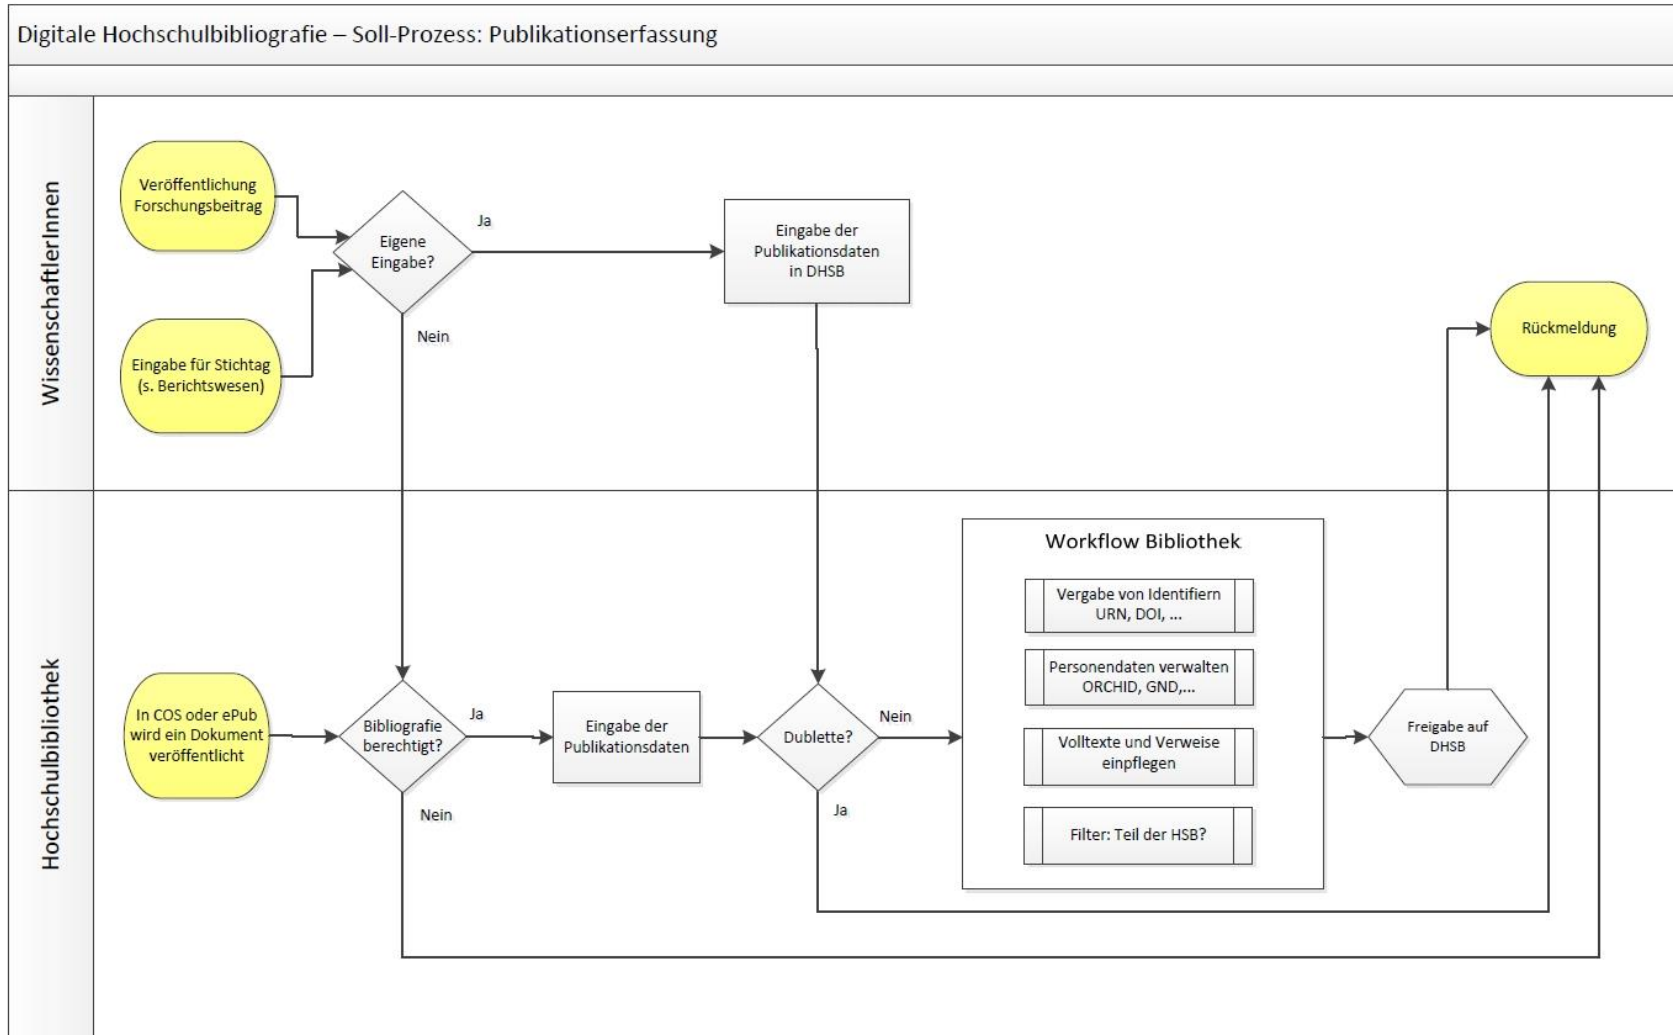 Digitale Hochschulbibliografie – Soll-Prozess: Publikationserfassung
WissenschaftlerInnen
Veröffentlichung
Forschungsbeitrag
Eingabe für Stichtag
(s. Berichtswesen)
Eigene
Eingabe?
Ja
Nein
Eingabe der
Publikationsdaten
in DHSB
Rückmeldung
Hochschulbibliothek
In COS oder ePub
wird ein Dokument
veröffentlicht
Bibliografie
berechtigt?
Ja
Nein
Eingabe der
Publikationsdaten
Dublette?
Nein
Ja
Workflow Bibliothek
Vergabe von Identifiern
URN, DOI, ...
Personendaten verwalten
ORCHID, GND,...
Volltexte und Verweise
einpflegen
Filter: Teil der HSB?
Freigabe auf
DHSB